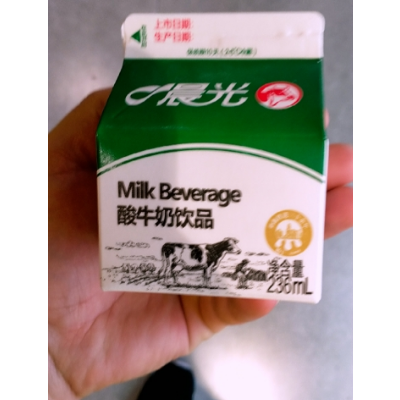 上市日期:
生产日期:
晨光
Milk Beverage
酸牛奶饮品
净含量
236mL